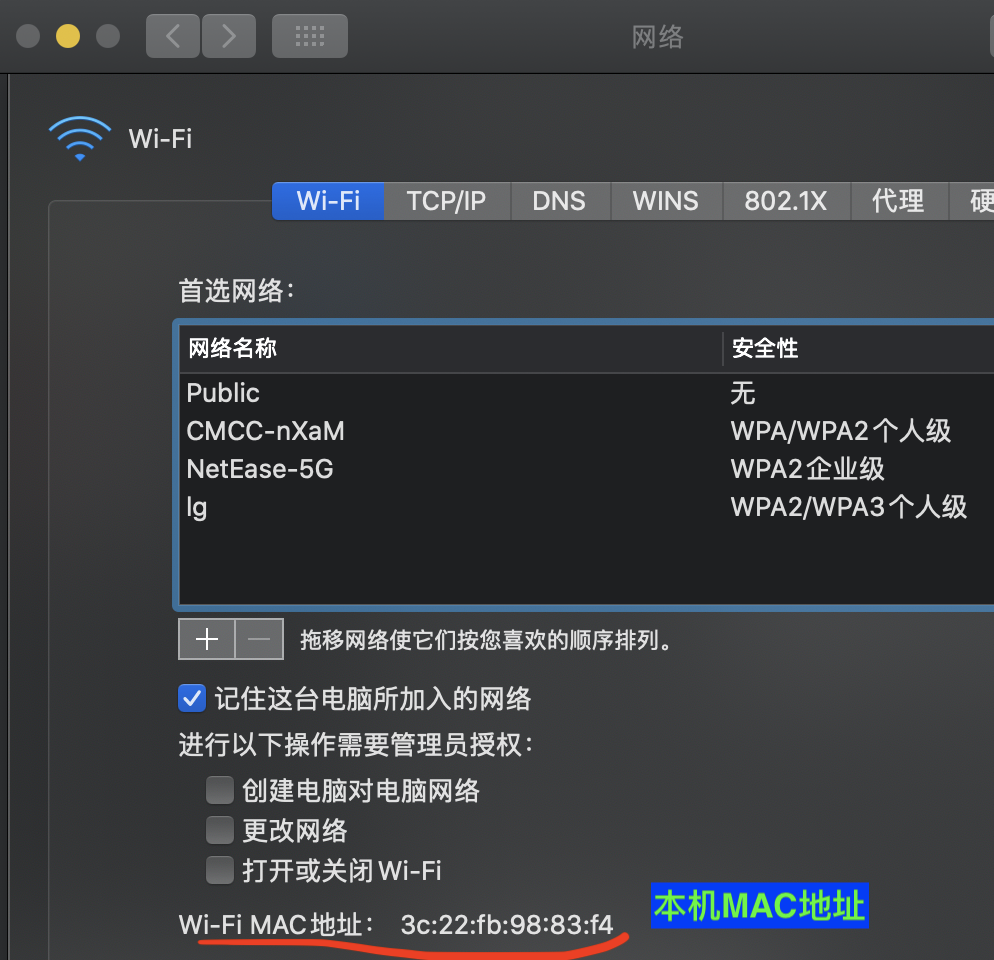 网络
Wi-Fi
Wi-Fi TCP/IP DNS WINS 802.1X 代理 硬
首选网络：
网络名称 安全性
Public 无
CMCC-nXaM WPA/WPA2个人级
NetEase-5G WPA2企业级
lg WPA2/WPA3个人级
拖移网络使它们按您喜欢的顺序排列。
记住这台电脑所加入的网络
进行以下操作需要管理员授权：
创建电脑对电脑网络
更改网络
打开或关闭Wi-Fi
本机MAC地址
Wi-Fi MAC地址： 3c:22:fb:98:83:f4